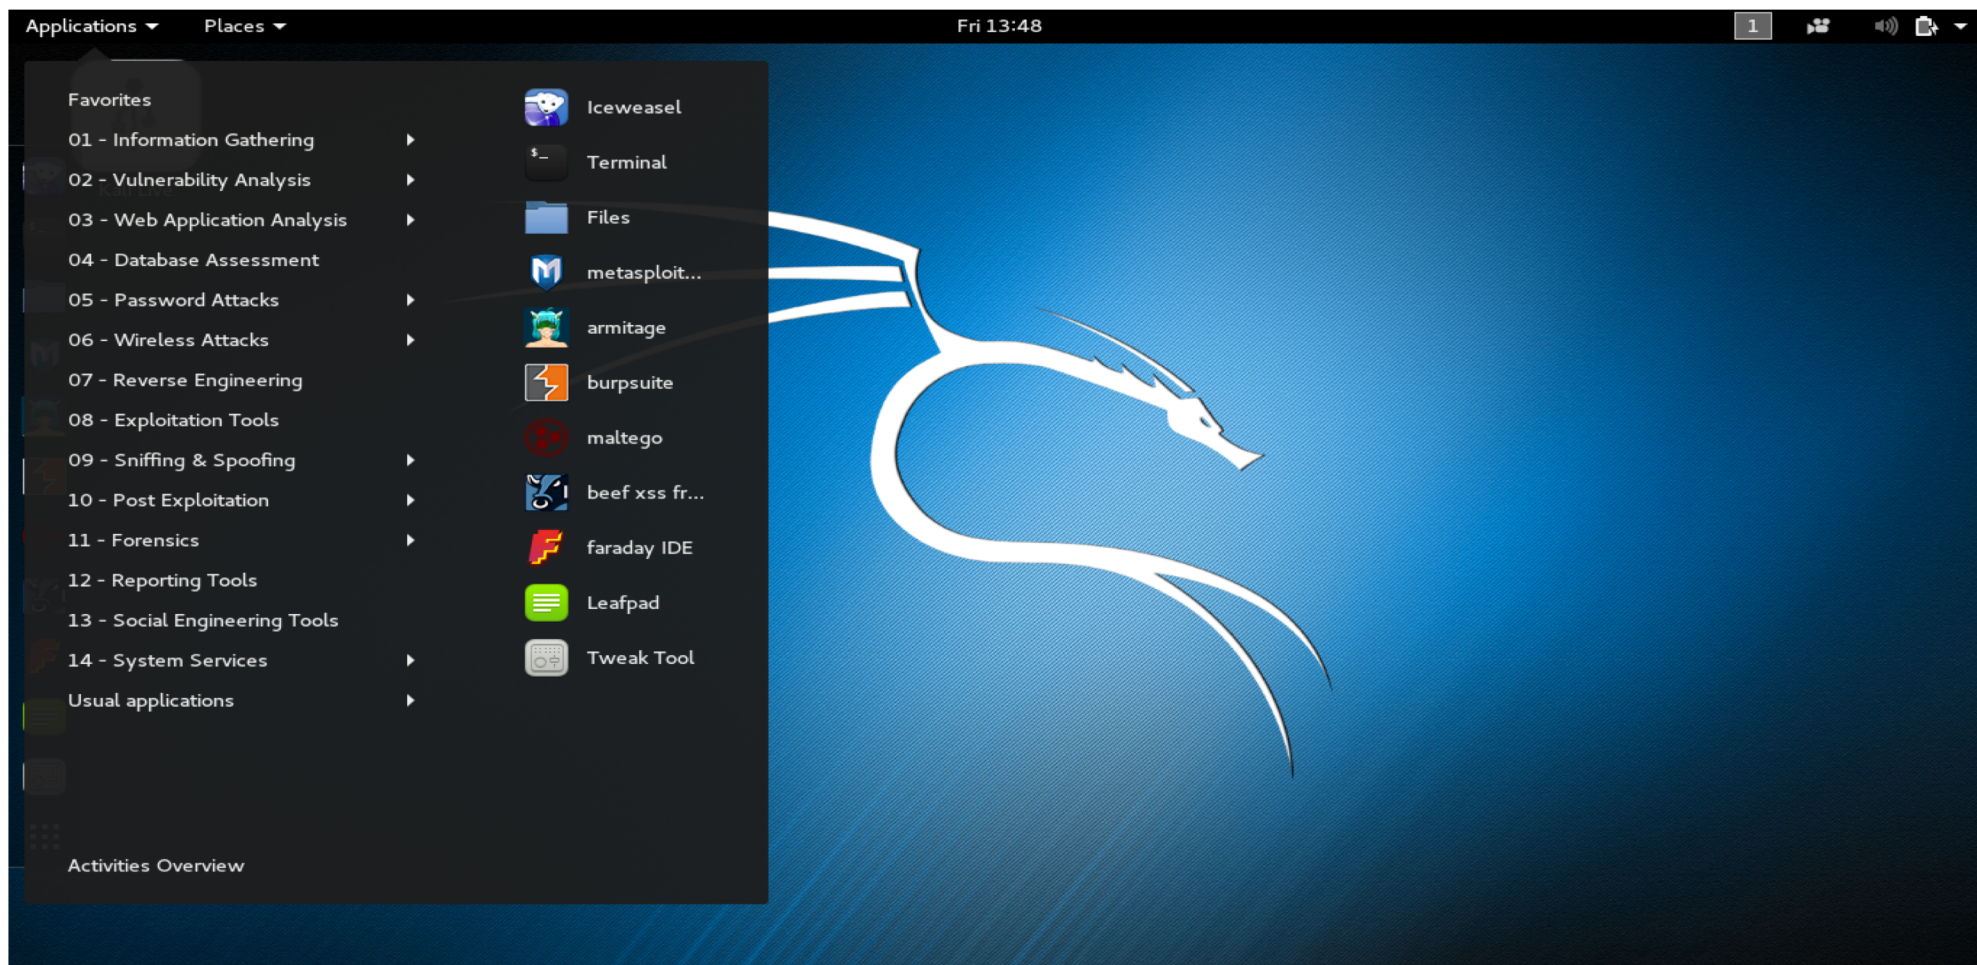 Applications Places Fri 13:48 1
Favorites
01 - Information Gathering
02 - Vulnerability Analysis
03 - Web Application Analysis
04 - Database Assessment
05 - Password Attacks
06 - Wireless Attacks
07 - Reverse Engineering
08 - Exploitation Tools
09 - Sniffing & Spoofing
10 - Post Exploitation
11 - Forensics
12 - Reporting Tools
13 - Social Engineering Tools
14 - System Services
Usual applications
Activities Overview
Iceweasel
$_
Terminal
Files
metasploit...
armitage
burpsuite
maltego
beef xss fr...
faraday IDE
Leafpad
Tweak Tool